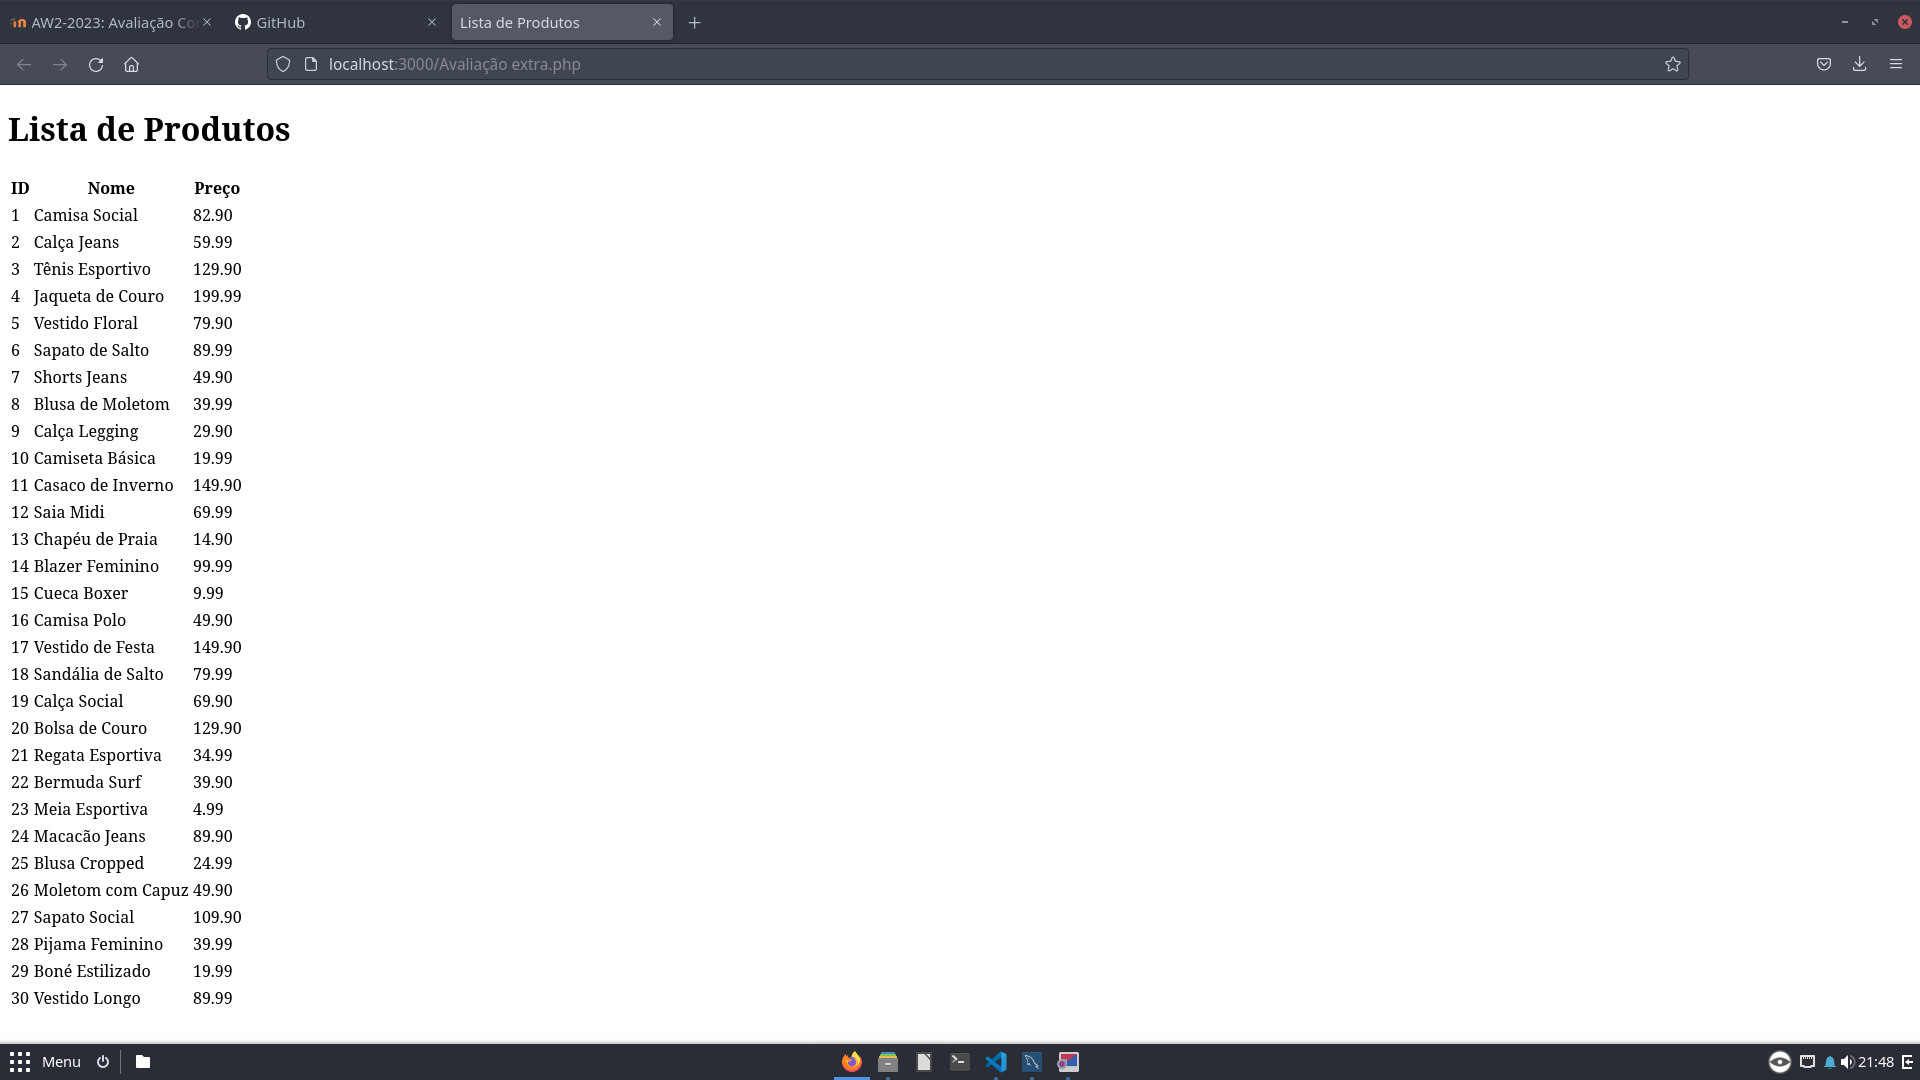 AW2-2023: Avaliação Co
GitHub
Lista de Produtos
localhost:3000/Avaliação extra.php
Lista de Produtos
ID Nome Preço
1 Camisa Social 82.90
2 Calça Jeans 59.99
3 Tênis Esportivo 129.90
4 Jaqueta de Couro 199.99
5 Vestido Floral 79.90
6 Sapato de Salto 89.99
7 Shorts Jeans 49.90
8 Blusa de Moletom 39.99
9 Calça Legging 29.90
10 Camiseta Básica 19.99
11 Casaco de Inverno 149.90
12 Saia Midi 69.99
13 Chapéu de Praia 14.90
14 Blazer Feminino 99.99
15 Cueca Boxer 9.99
16 Camisa Polo 49.90
17 Vestido de Festa 149.90
18 Sandália de Salto 79.99
19 Calça Social 69.90
20 Bolsa de Couro 129.90
21 Regata Esportiva 34.99
22 Bermuda Surf 39.90
23 Meia Esportiva 4.99
24 Macacão Jeans 89.90
25 Blusa Cropped 24.99
26 Moletom com Capuz 49.90
27 Sapato Social 109.90
28 Pijama Feminino 39.99
29 Boné Estilizado 19.99
30 Vestido Longo 89.99
Menu
21:48